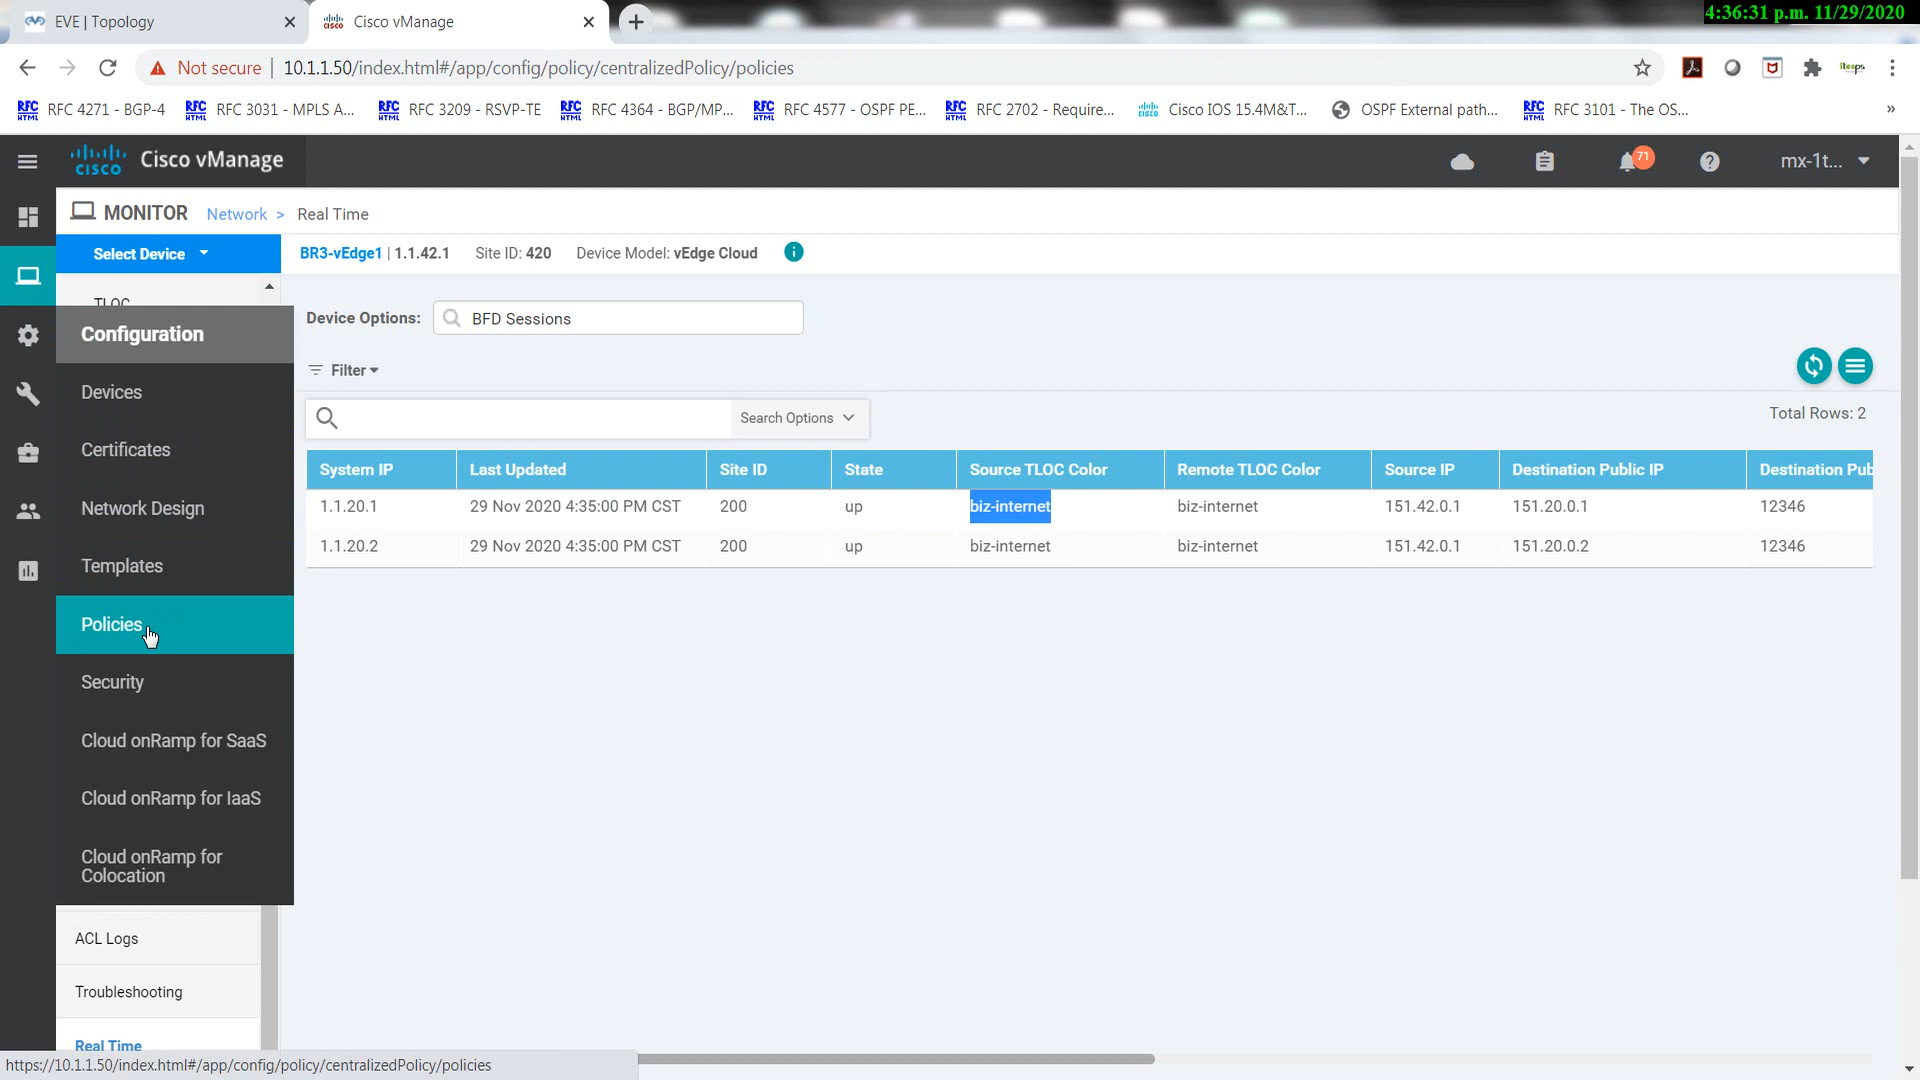 4:36:31 p.m. 11/29/2020
EVE | Topology
Cisco vManage
Not secure | 10.1.1.50/index.html#/app/config/policy/centralizedPolicy/policies
RFC 4271 - BGP-4 RFC 3031 - MPLS A... RFC 3209 - RSVP-TE RFC 4364 - BGP/MP... RFC 4577 - OSPF PE... RFC 2702 - Require... Cisco IOS 15.4M&T... OSPF External path... RFC 3101 - The OS... »
CISCO Cisco vManage 71 mx-1t...
MONITOR Network > Real Time
Select Device BR3-vEdge1 | 1.1.42.1 Site ID: 420 Device Model: vEdge Cloud
TLOC
Device Options: BFD Sessions
Filter
Search Options
Total Rows: 2
System IP Last Updated Site ID State Source TLOC Color Remote TLOC Color Source IP Destination Public IP Destination Pub
1.1.20.1 29 Nov 2020 4:35:00 PM CST 200 up biz-internet biz-internet 151.42.0.1 151.20.0.1 12346
1.1.20.2 29 Nov 2020 4:35:00 PM CST 200 up biz-internet biz-internet 151.42.0.1 151.20.0.2 12346
Configuration
Devices
Certificates
Network Design
Templates
Policies
Security
Cloud onRamp for SaaS
Cloud onRamp for IaaS
Cloud onRamp for
Colocation
ACL Logs
Troubleshooting
Real Time
https://10.1.1.50/index.html#/app/config/policy/centralizedPolicy/policies